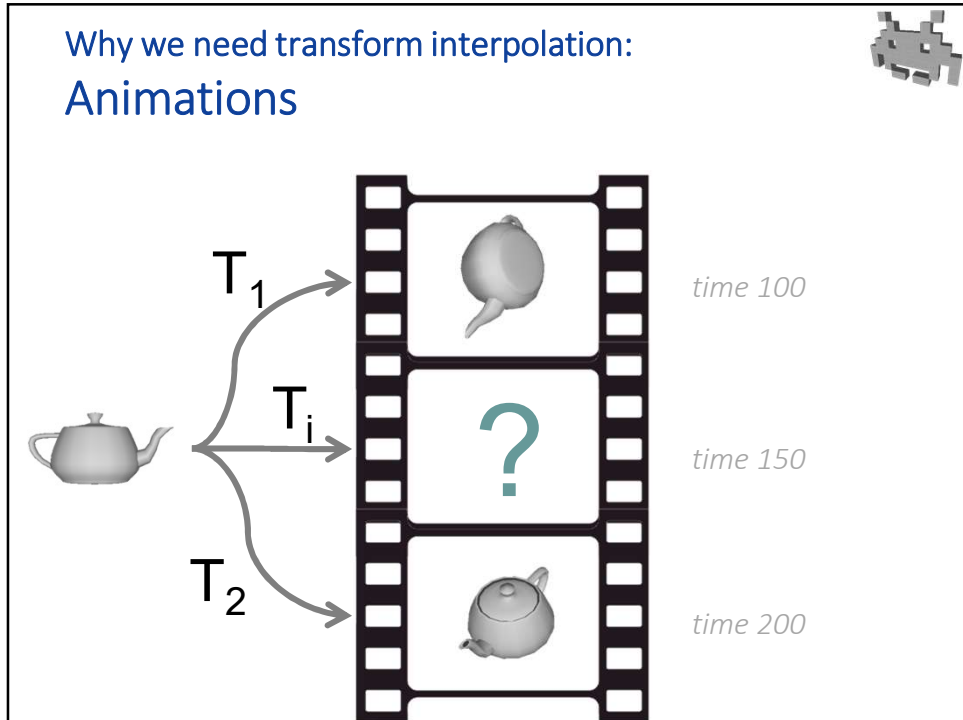 Why we need transform interpolation:
Animations
T1
time 100
Ti
?
time 150
T2
time 200